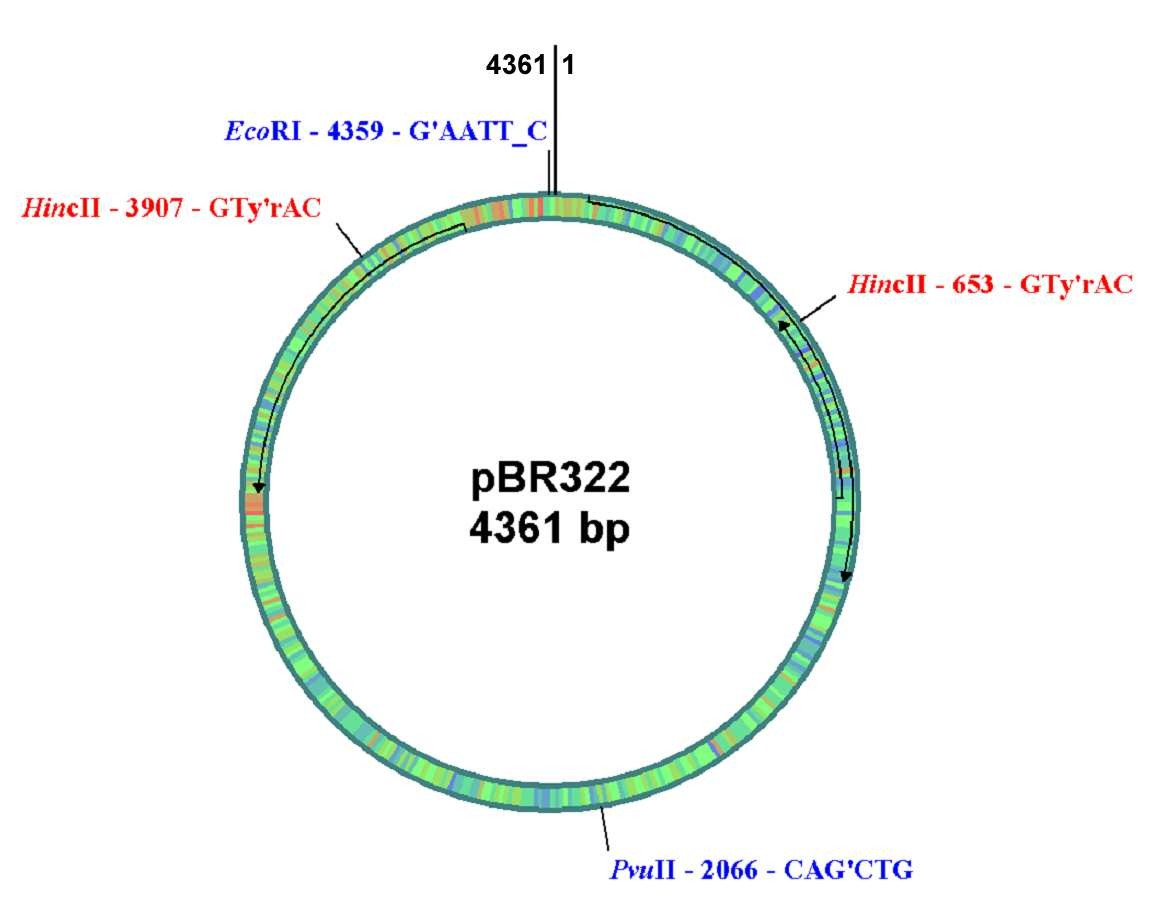 4361 1
EcoRI - 4359 - G'AATT_C
HincII - 3907 - GTy'rAC
HincII - 653 - GTy'rAC
pBR322
4361 bp
PvuII - 2066 - CAG'CTG